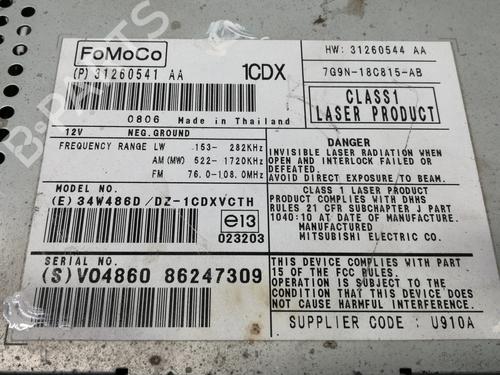 FoMoCo
(P) 31260541 AA
1CDX
0806 Made in Thailand
12V NEG.GROUND
FREQUENCY RANGE LW .153- 282KHz
AM(MW) 522-1720KHz
FM 76.0-108.0MHz
MODEL NO.
(E) 34W486D/DZ-1CDXVCTH
e13
023203
SERIAL NO.
(S)V04860 86247309
HW: 31260544 AA
7G9N-18C815-AB
CLASS1
LASER PRODUCT
DANGER
INVISIBLE LASER RADIATION WHEN
OPEN AND INTERLOCK FAILED OR
DEFEATED.
AVOID DIRECT EXPOSURE TO BEAM.
CLASS 1 LASER PRODUCT
PRODUCT COMPLIES WITH DHHS
RULES 21 CFR SUBCHAPTER J PART
1040:10 AT DATE OF MANUFACTURE.
MANUFACTURED
MITSUBISHI ELECTRIC CO.
THIS DEVICE COMPLIES WITH PART
15 OF THE FCC RULES.
OPERATION IS SUBJECT TO THE
CONDITION THAT THIS DEVICE DOES
NOT CAUSE HARMFUL INTERFERENCE.
SUPPLIER CODE : U910A